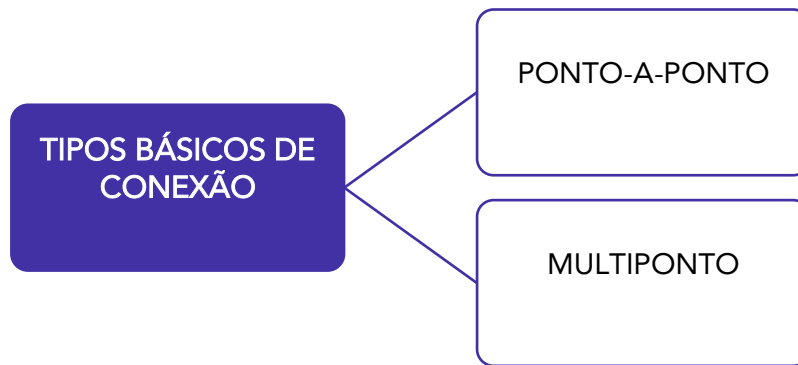 TIPOS BÁSICOS DE
CONEXÃO
PONTO-A-PONTO
MULTIPONTO